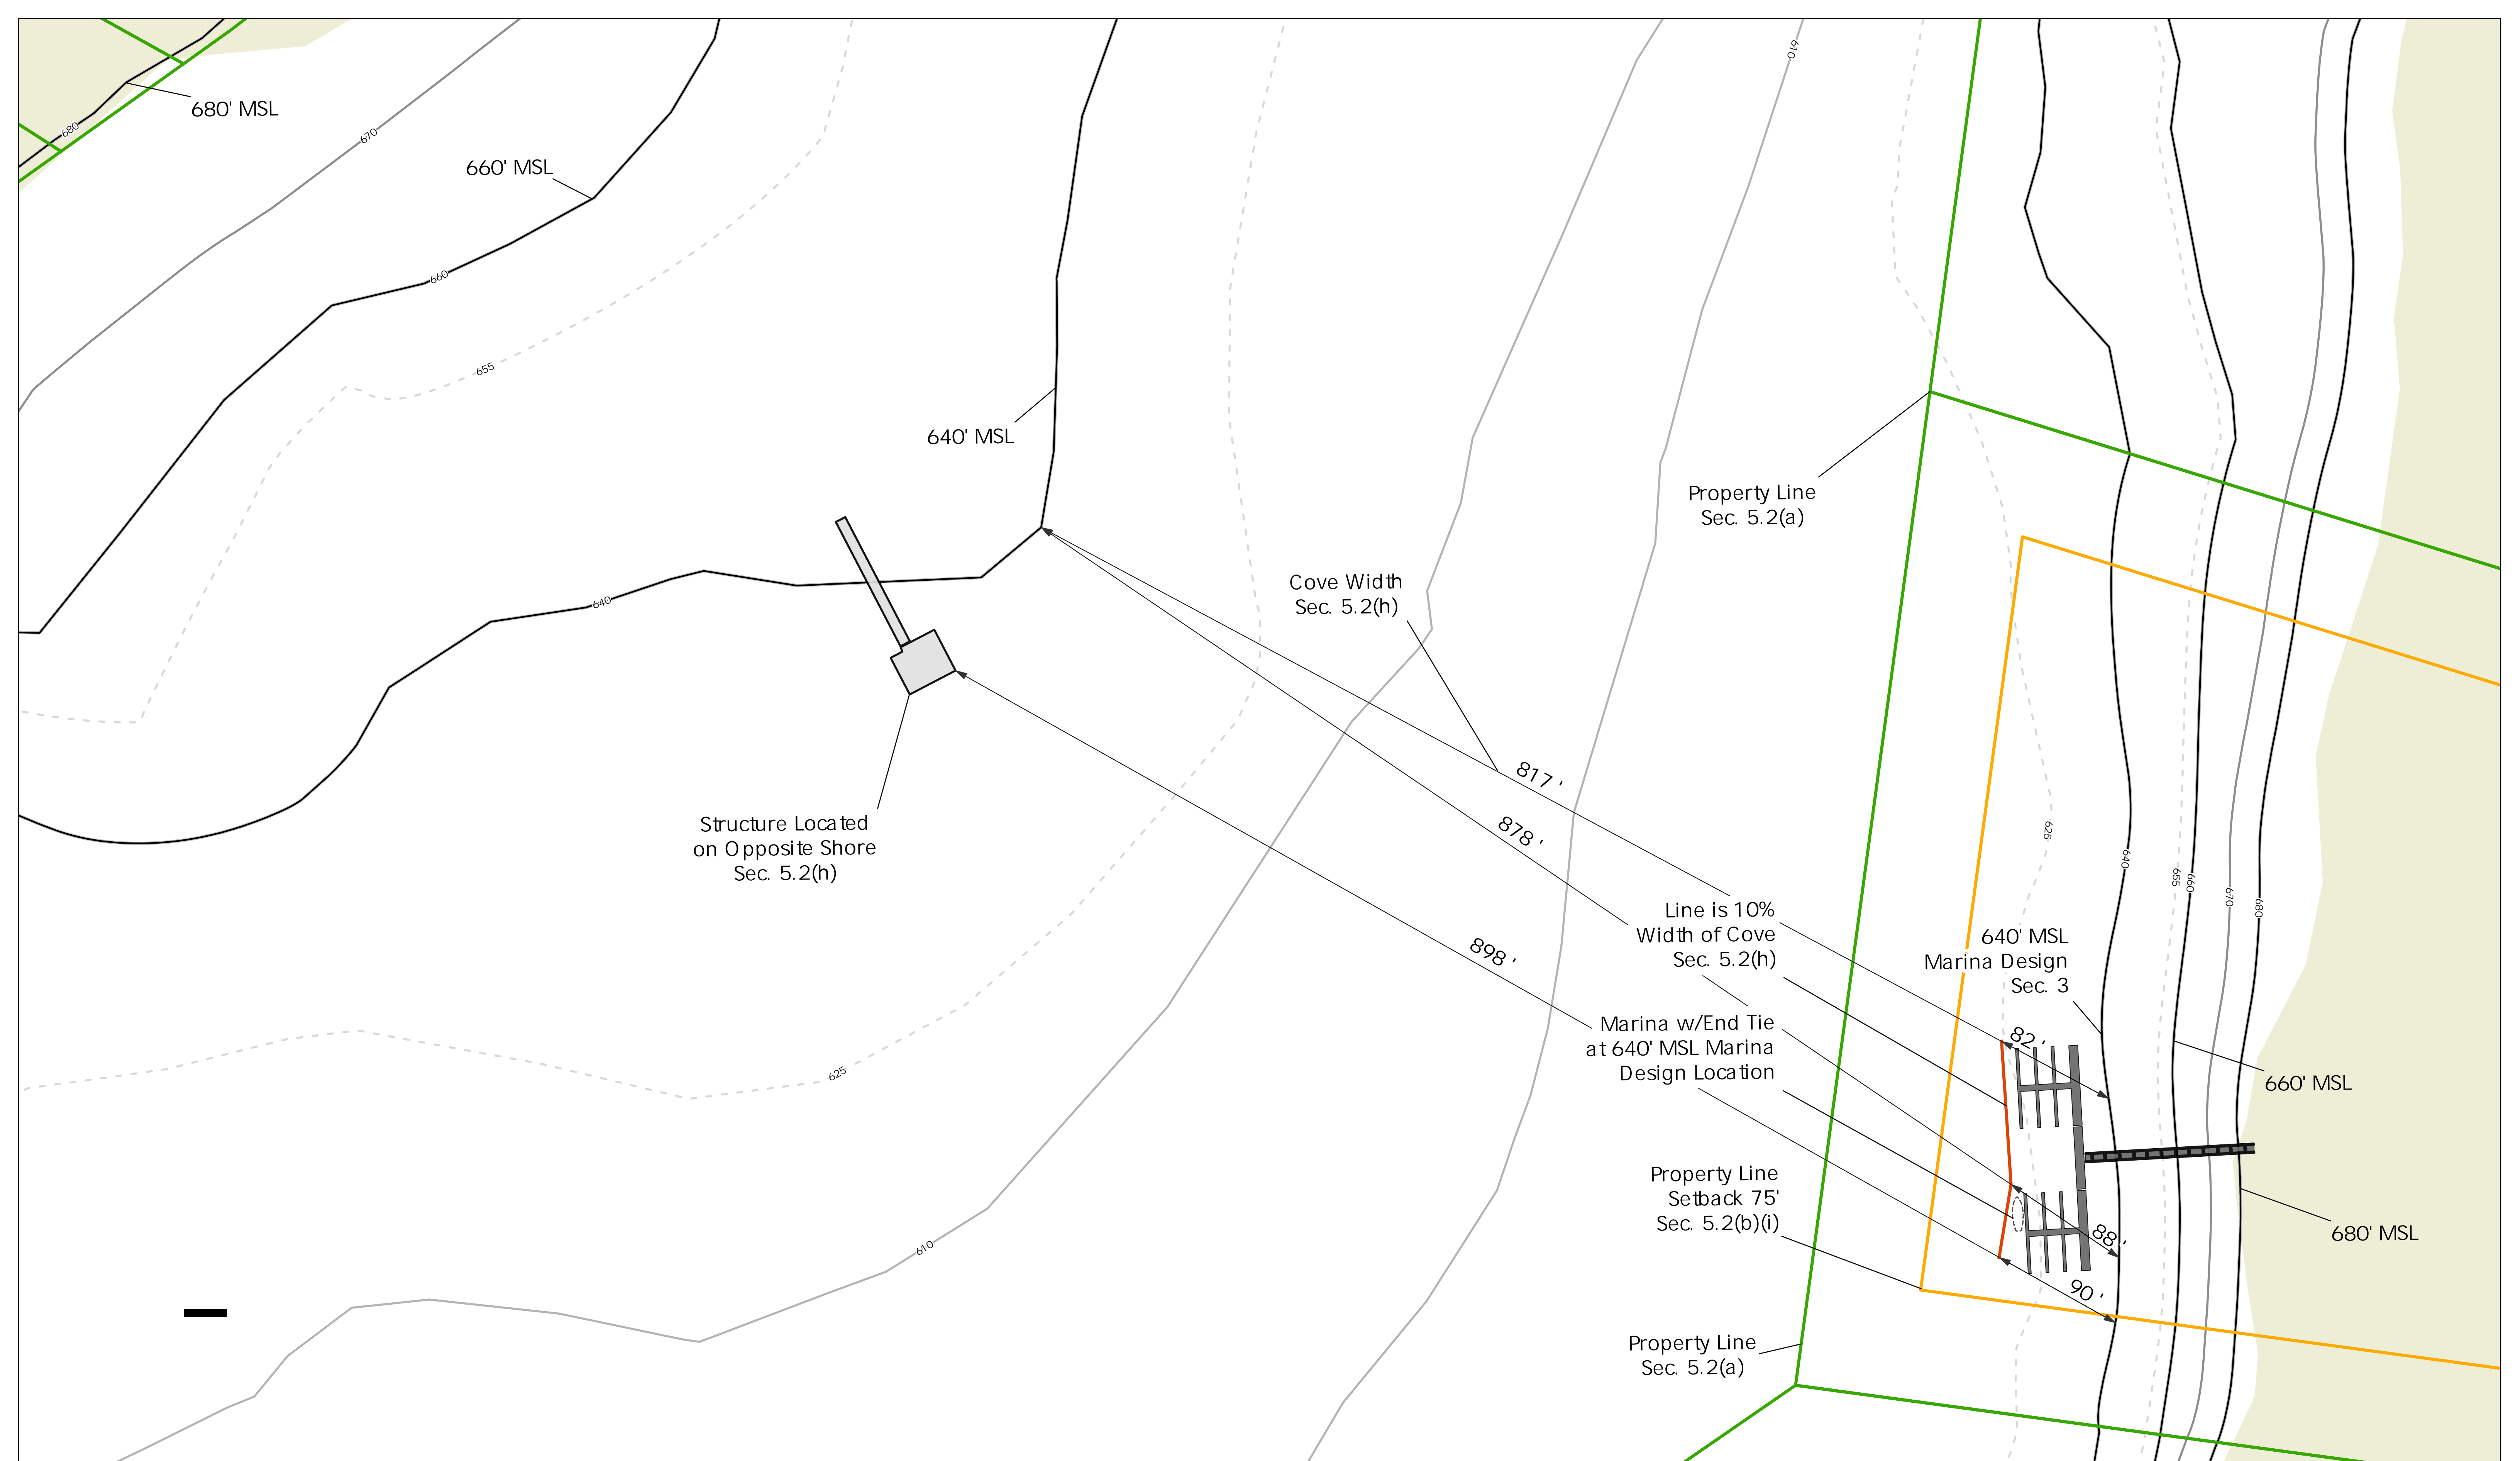 610
680' MSL
680
670
660' MSL
660
655
640' MSL
Property Line
Sec. 5.2(a)
Cove Width
Sec. 5.2(h)
640
817 '
878 '
Structure Located
on Opposite Shore
Sec. 5.2(h)
625
640
655
660
670
680
Line is 10%
Width of Cove
Sec. 5.2(h)
898 '
640' MSL
Marina Design
Sec. 3
Marina w/End Tie
at 640' MSL Marina
Design Location
82 '
660' MSL
625
Property Line
Setback 75'
Sec. 5.2(b)(i)
88 '
680' MSL
610
90 '
Property Line
Sec. 5.2(a)